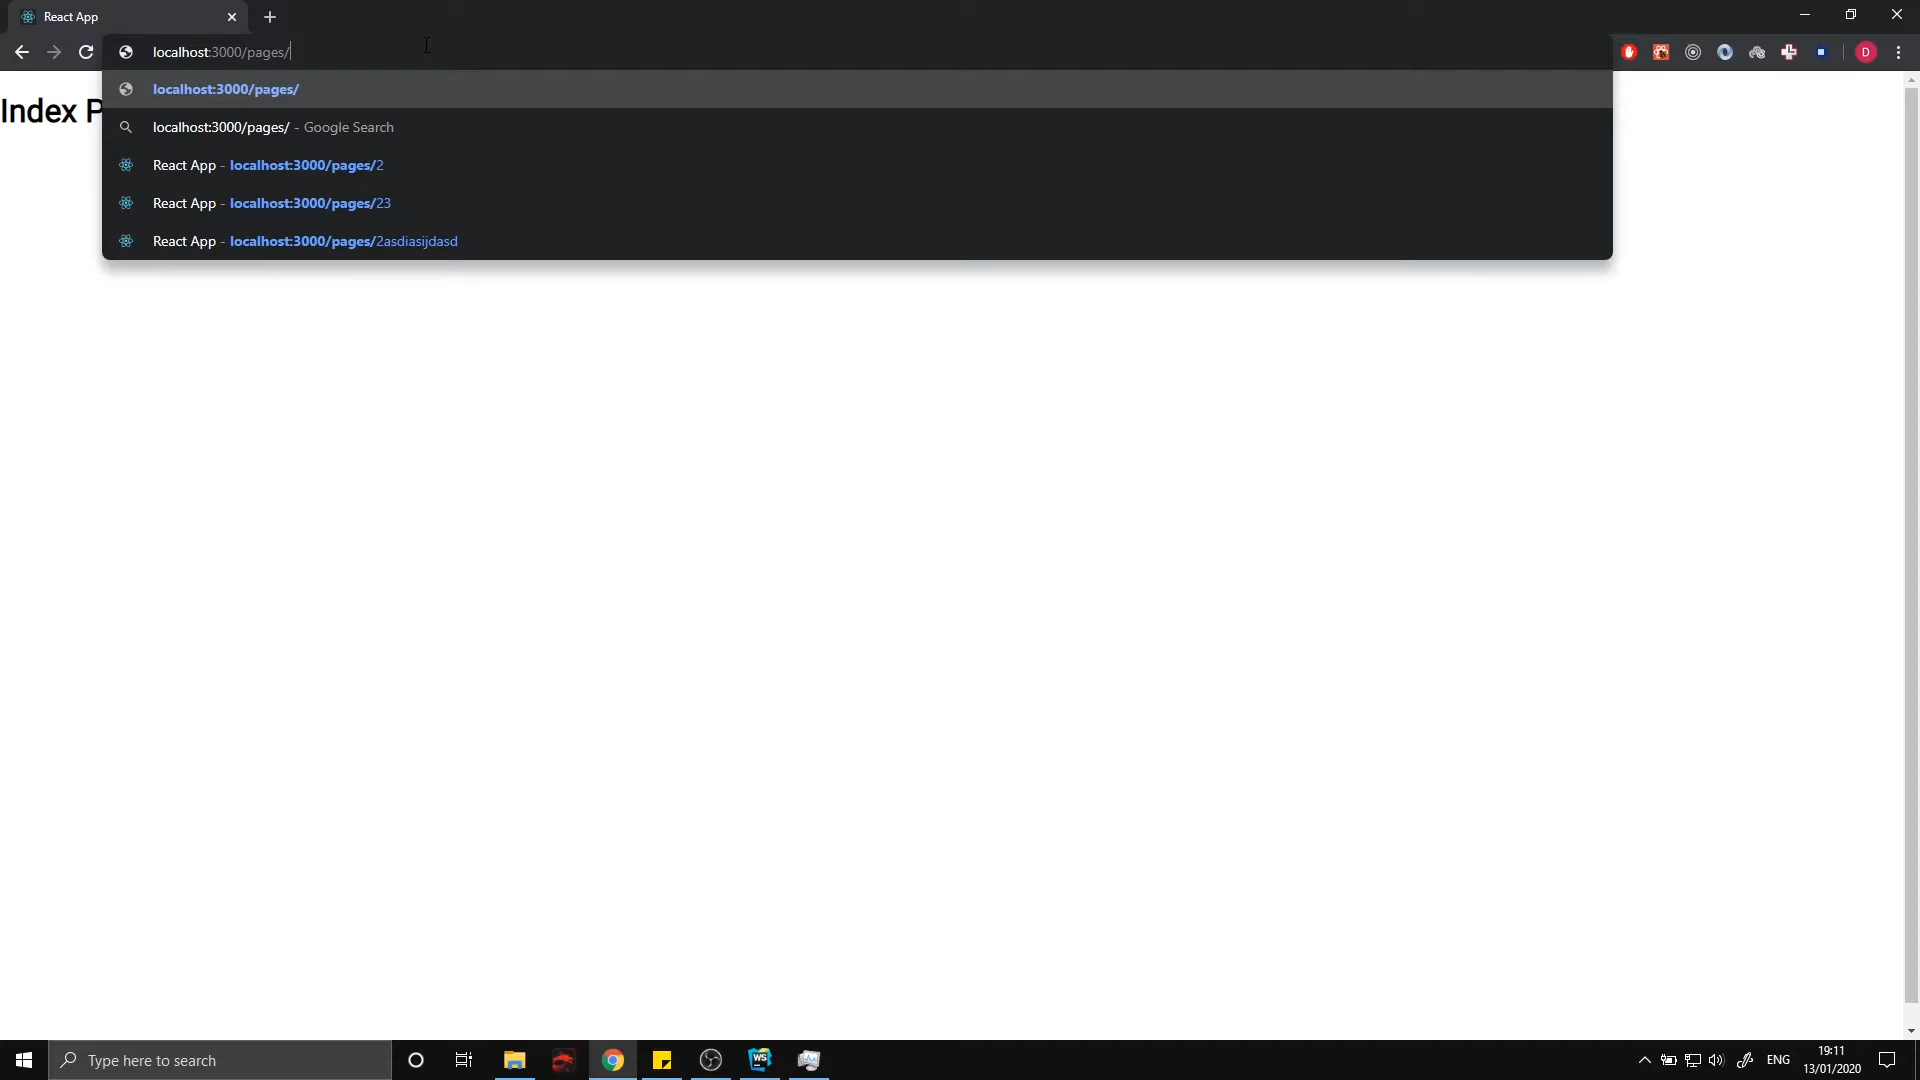 React App
localhost:3000/pages/
D
localhost:3000/pages/
localhost:3000/pages/ - Google Search
React App - localhost:3000/pages/2
React App - localhost:3000/pages/23
React App - localhost:3000/pages/2asdiasijdasd
Index P
Type here to search
WS
ENG
19:11
13/01/2020